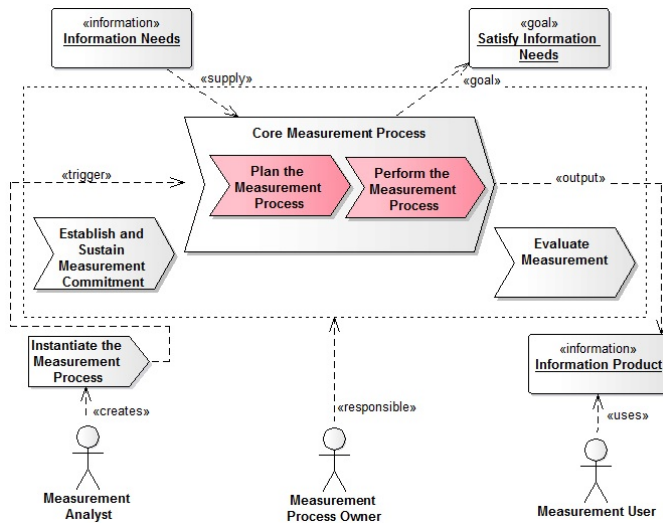 «information»
Information Needs
«goal»
Satisfy Information
Needs
«supply»
«goal»
Core Measurement Process
«trigger»
Plan the
Measurement
Process
Perform the
Measurement
Process
«output»
Establish and
Sustain
Measurement
Commitment
Evaluate
Measurement
Instantiate the
Measurement
Process
«information»
Information Product
«creates»
«responsible»
«uses»
Measurement
Analyst
Measurement
Process Owner
Measurement User